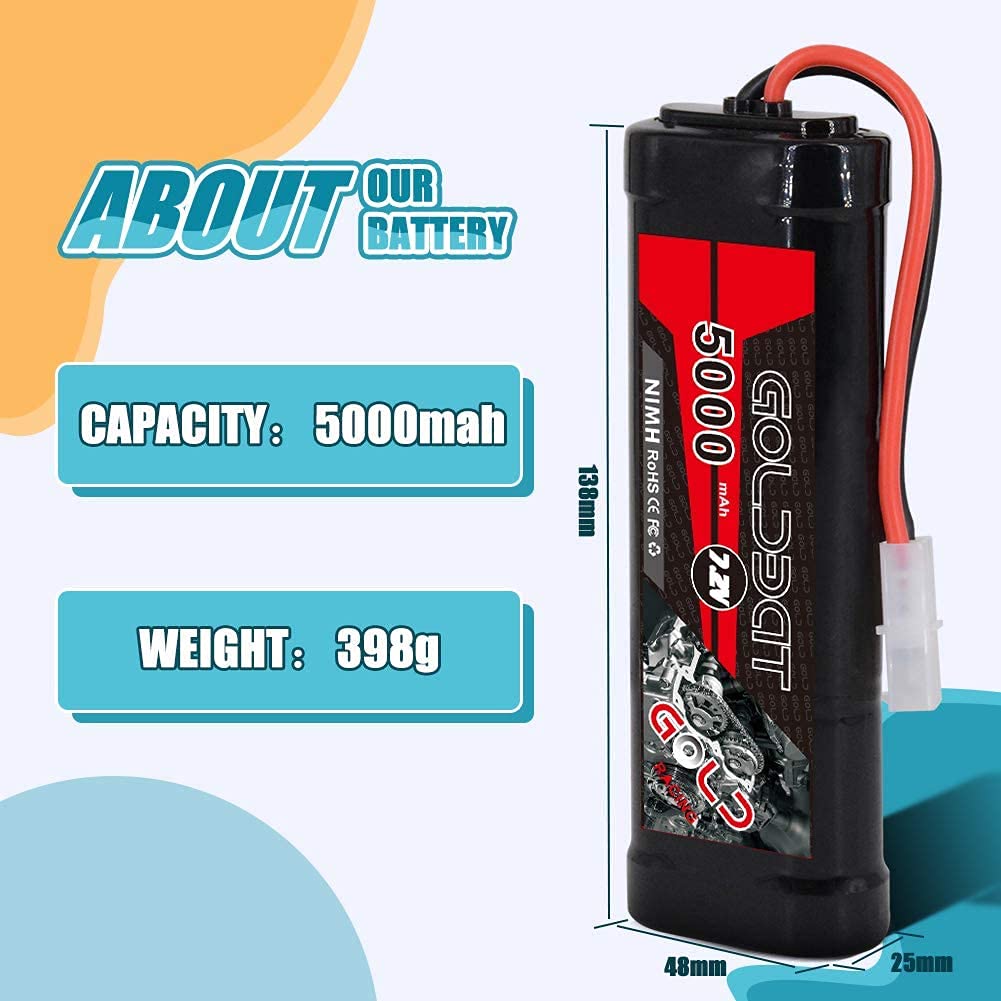 ABOUT OUR
BATTERY
CAPACITY: 5000mah
WEIGHT: 398g
138mm
48mm
25mm
GOLDBAT
5000 mAh
7.2V
NIMH RoHS CE FC
GOLD
RACING